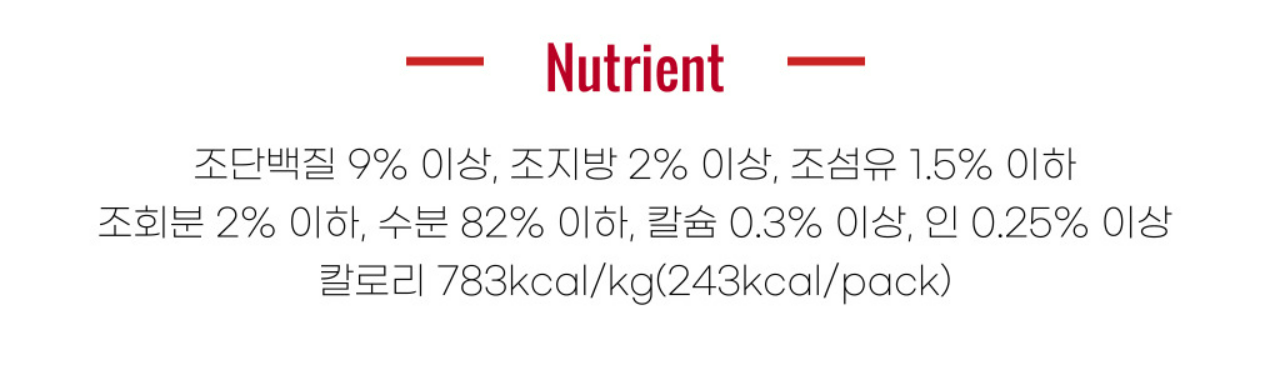 Nutrient
조단백질 9% 이상, 조지방 2% 이상, 조섬유 1.5% 이하
조회분 2% 이하, 수분 82% 이하, 칼슘 0.3% 이상, 인 0.25% 이상
칼로리 783kcal/kg(243kcal/pack)